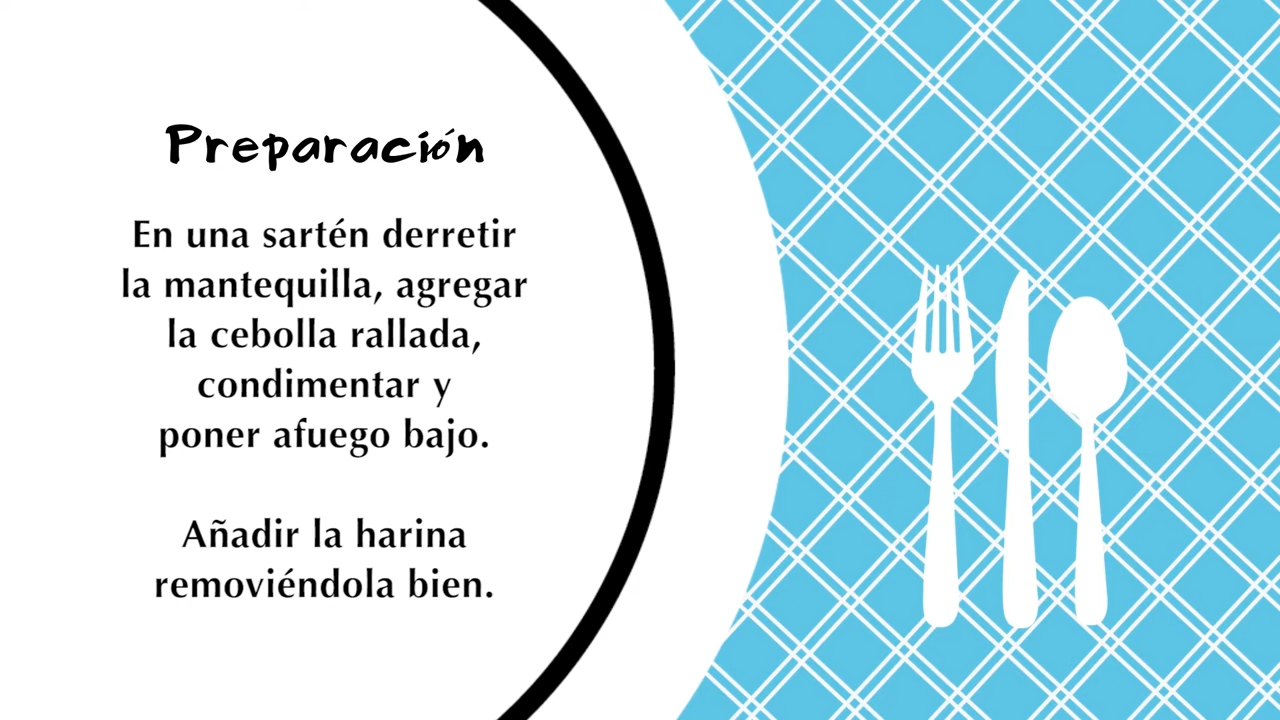 Preparación
En una sartén derretir
la mantequilla, agregar
la cebolla rallada,
condimentar y
poner afuego bajo.
Añadir la harina
removiéndola bien.